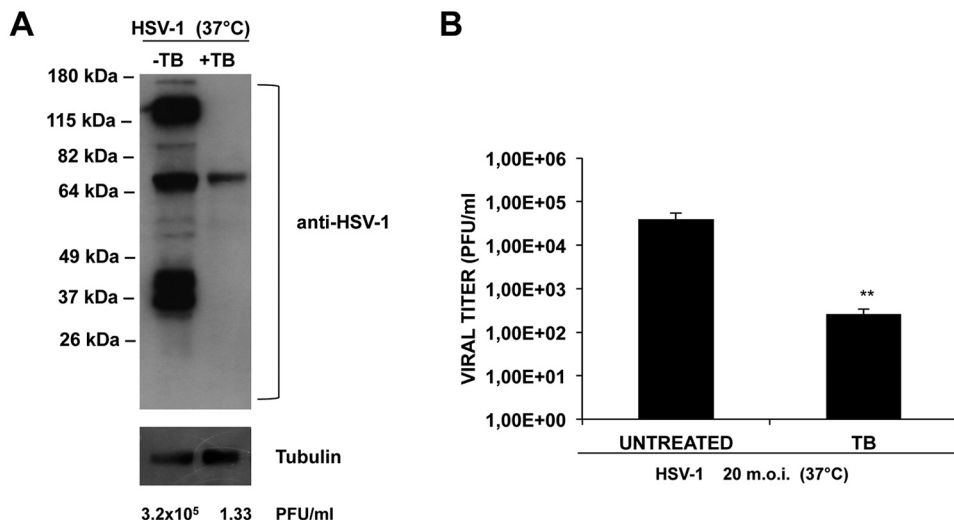 A
HSV-1 (37°C)
-TB +TB
180 kDa –
115 kDa –
82 kDa –
64 kDa –
49 kDa –
37 kDa –
26 kDa –
anti-HSV-1
Tubulin
3.2x10⁵ 1.33 PFU/ml
B
VIRAL TITER (PFU/ml)
1,00E+06
1,00E+05
1,00E+04
1,00E+03
1,00E+02
1,00E+01
1,00E+00
**
UNTREATED TB
HSV-1 20 m.o.i. (37°C)